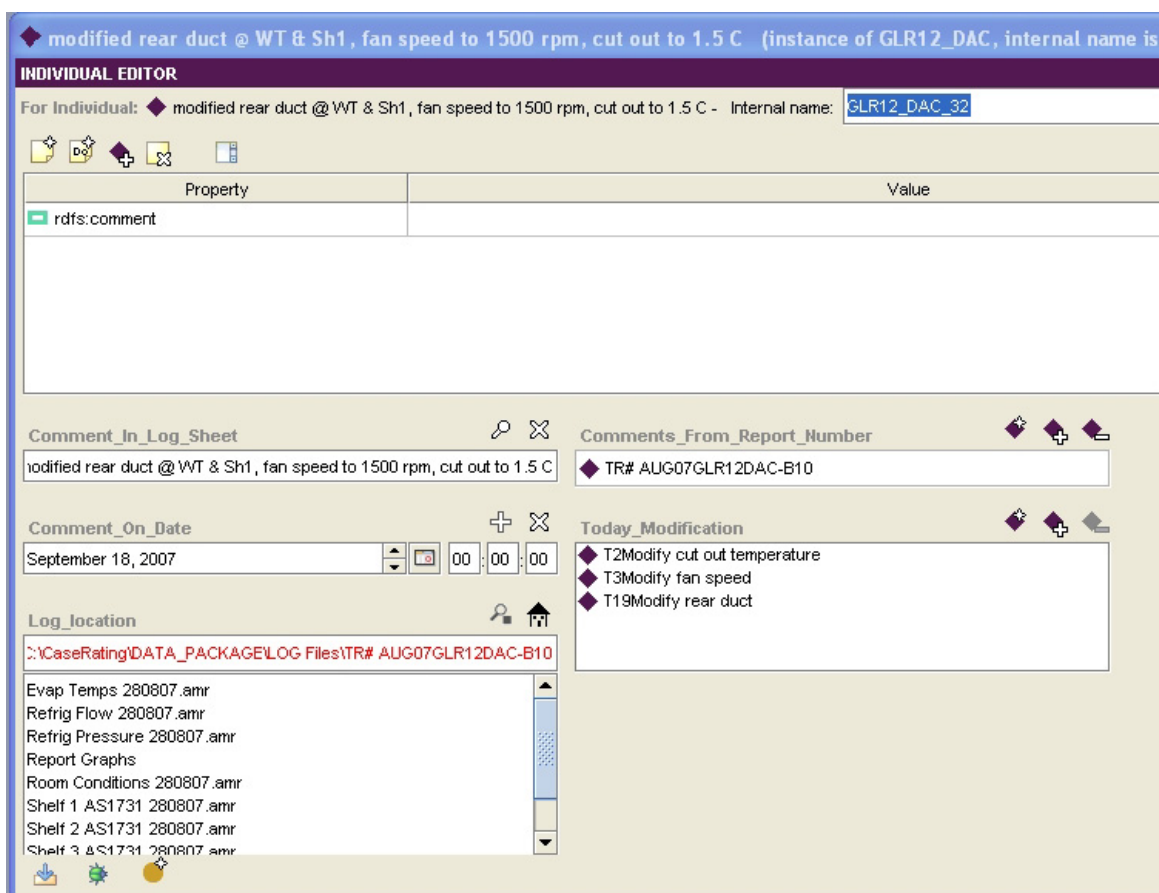 modified rear duct @ WT & Sh1, fan speed to 1500 rpm, cut out to 1.5 C (instance of GLR12_DAC, internal name is
INDIVIDUAL EDITOR
For Individual: modified rear duct @ WT & Sh1, fan speed to 1500 rpm, cut out to 1.5 C - Internal name: GLR12_DAC_32
Property Value
rdfs:comment
Comment_In_Log_Sheet
odified rear duct @ WT & Sh1, fan speed to 1500 rpm, cut out to 1.5 C
Comments_From_Report_Number
TR# AUG07GLR12DAC-B10
Comment_On_Date
September 18, 2007 00 : 00 : 00
Today_Modification
T2Modify cut out temperature
T3Modify fan speed
T19Modify rear duct
Log_location
:\CaseRating\DATA_PACKAGE\LOG Files\TR# AUG07GLR12DAC-B10
Evap Temps 280807.amr
Refrig Flow 280807.amr
Refrig Pressure 280807.amr
Report Graphs
Room Conditions 280807.amr
Shelf 1 AS1731 280807.amr
Shelf 2 AS1731 280807.amr
Shelf 3 AS1731 280807.amr